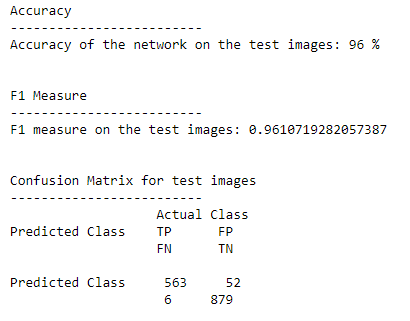 Accuracy
-------------------------
Accuracy of the network on the test images: 96 %
F1 Measure
-------------------------
F1 measure on the test images: 0.9610719282057387
Confusion Matrix for test images
-------------------------
Actual Class
Predicted Class TP FP
FN TN
Predicted Class 563 52
6 879